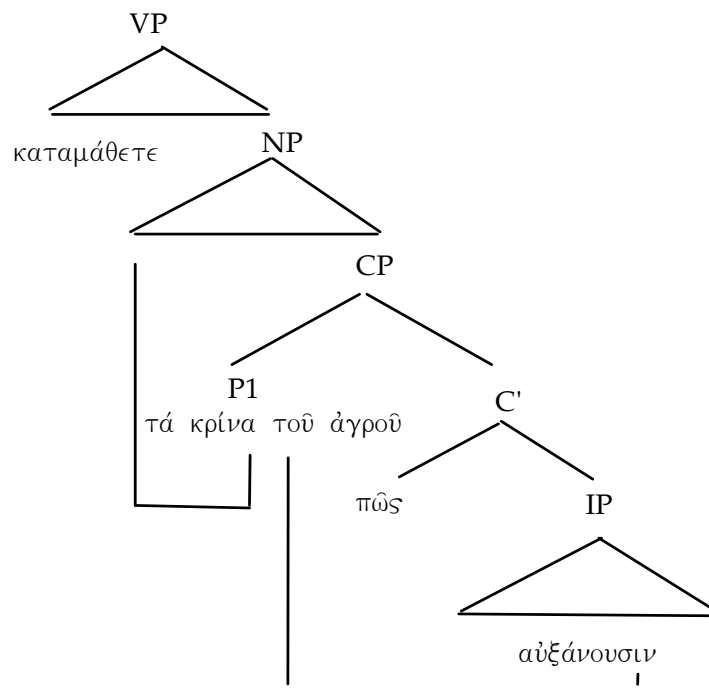 VP
καταμάθετε
NP
CP
P1
τά κρίνα τοῦ ἀγροῦ
C'
πῶς
IP
αὐξάνουσιν